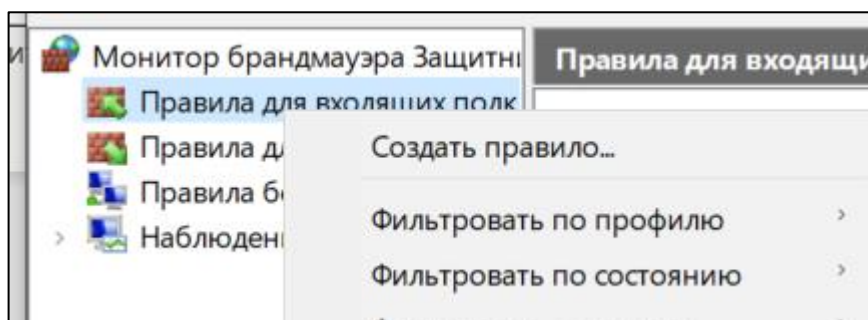 Монитор брандмауэра Защитни
Правила для входящи
Правила для входящих подк
Правила
Создать правило...
Правила
Фильтровать по профилю
Наблюден
Фильтровать по состоянию